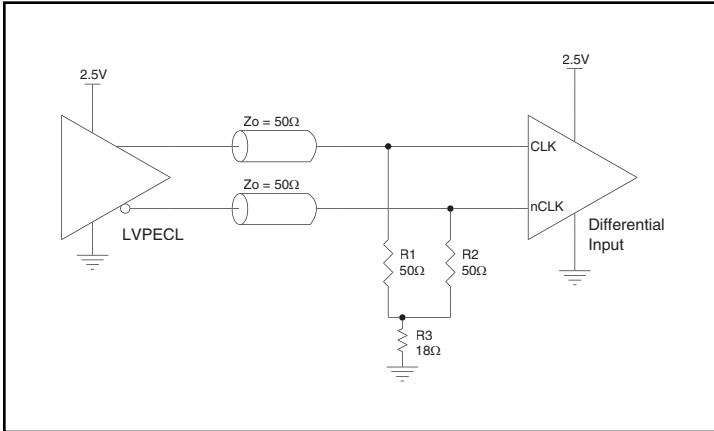 2.5V
2.5V
Zo = 50Ω
CLK
Zo = 50Ω
nCLK
LVPECL
Differential
Input
R1
50Ω
R2
50Ω
R3
18Ω